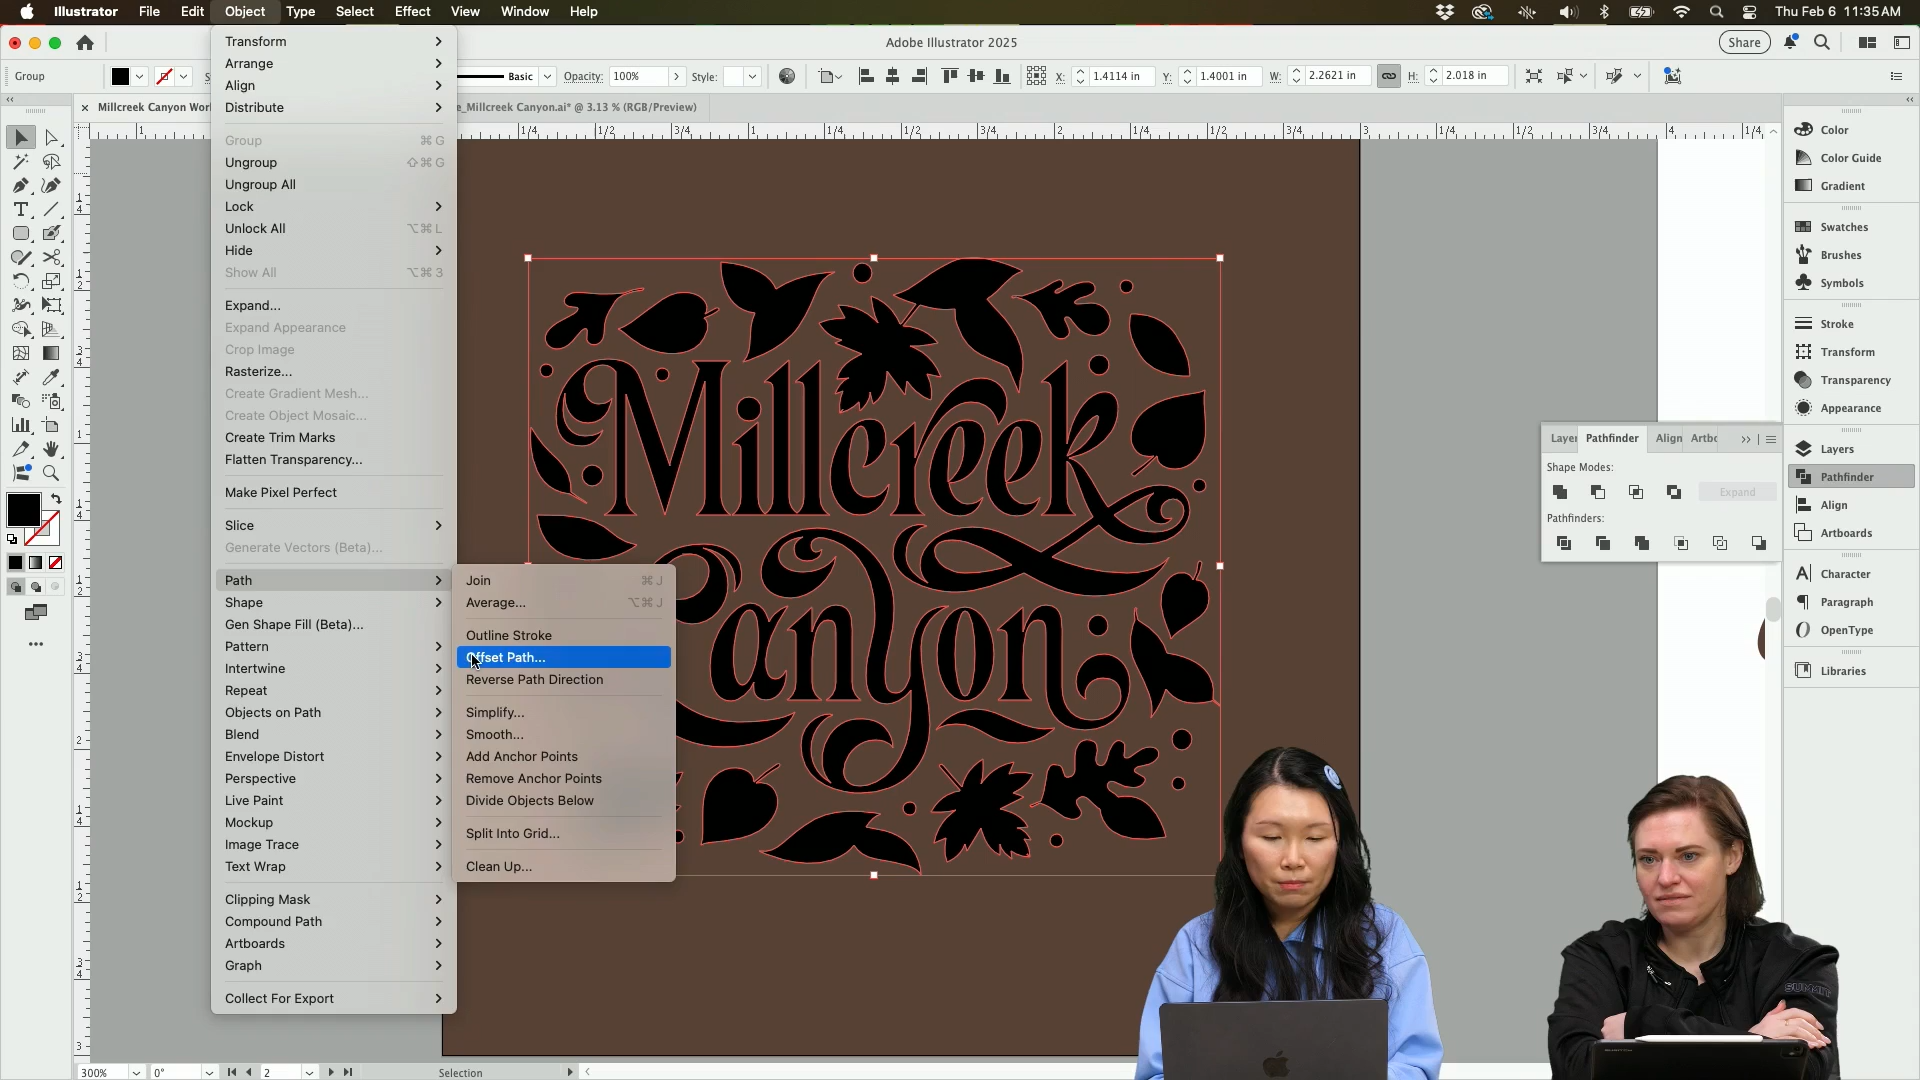 Illustrator File Edit Object Type Select Effect View Window Help
Thu Feb 6 11:35 AM
Adobe Illustrator 2025
Share
Group
Basic
Opacity: 100%
Style:
X: 1.4114 in
Y: 1.4001 in
W: 2.2621 in
H: 2.018 in
Millcreek Canyon Wor
e_Millcreek Canyon.ai* @ 3.13 % (RGB/Preview)
Transform
Arrange
Align
Distribute
Group ⌘ G
Ungroup ⇧⌘ G
Ungroup All
Lock
Unlock All ⌥⌘ L
Hide
Show All ⌥⌘ 3
Expand...
Expand Appearance
Crop Image
Rasterize...
Create Gradient Mesh...
Create Object Mosaic...
Create Trim Marks
Flatten Transparency...
Make Pixel Perfect
Slice
Generate Vectors (Beta)...
Path
Shape
Gen Shape Fill (Beta)...
Pattern
Intertwine
Repeat
Objects on Path
Blend
Envelope Distort
Perspective
Live Paint
Mockup
Image Trace
Text Wrap
Clipping Mask
Compound Path
Artboards
Graph
Collect For Export
Join ⌘ J
Average... ⌥⌘ J
Outline Stroke
Offset Path...
Reverse Path Direction
Simplify...
Smooth...
Add Anchor Points
Remove Anchor Points
Divide Objects Below
Split Into Grid...
Clean Up...
Millcreek
Canyon
Layer Pathfinder Align Artbo
Shape Modes:
Expand
Pathfinders:
Color
Color Guide
Gradient
Swatches
Brushes
Symbols
Stroke
Transform
Transparency
Appearance
Layers
Pathfinder
Align
Artboards
Character
Paragraph
OpenType
Libraries
SUMMIT
300% 0° 2 Selection